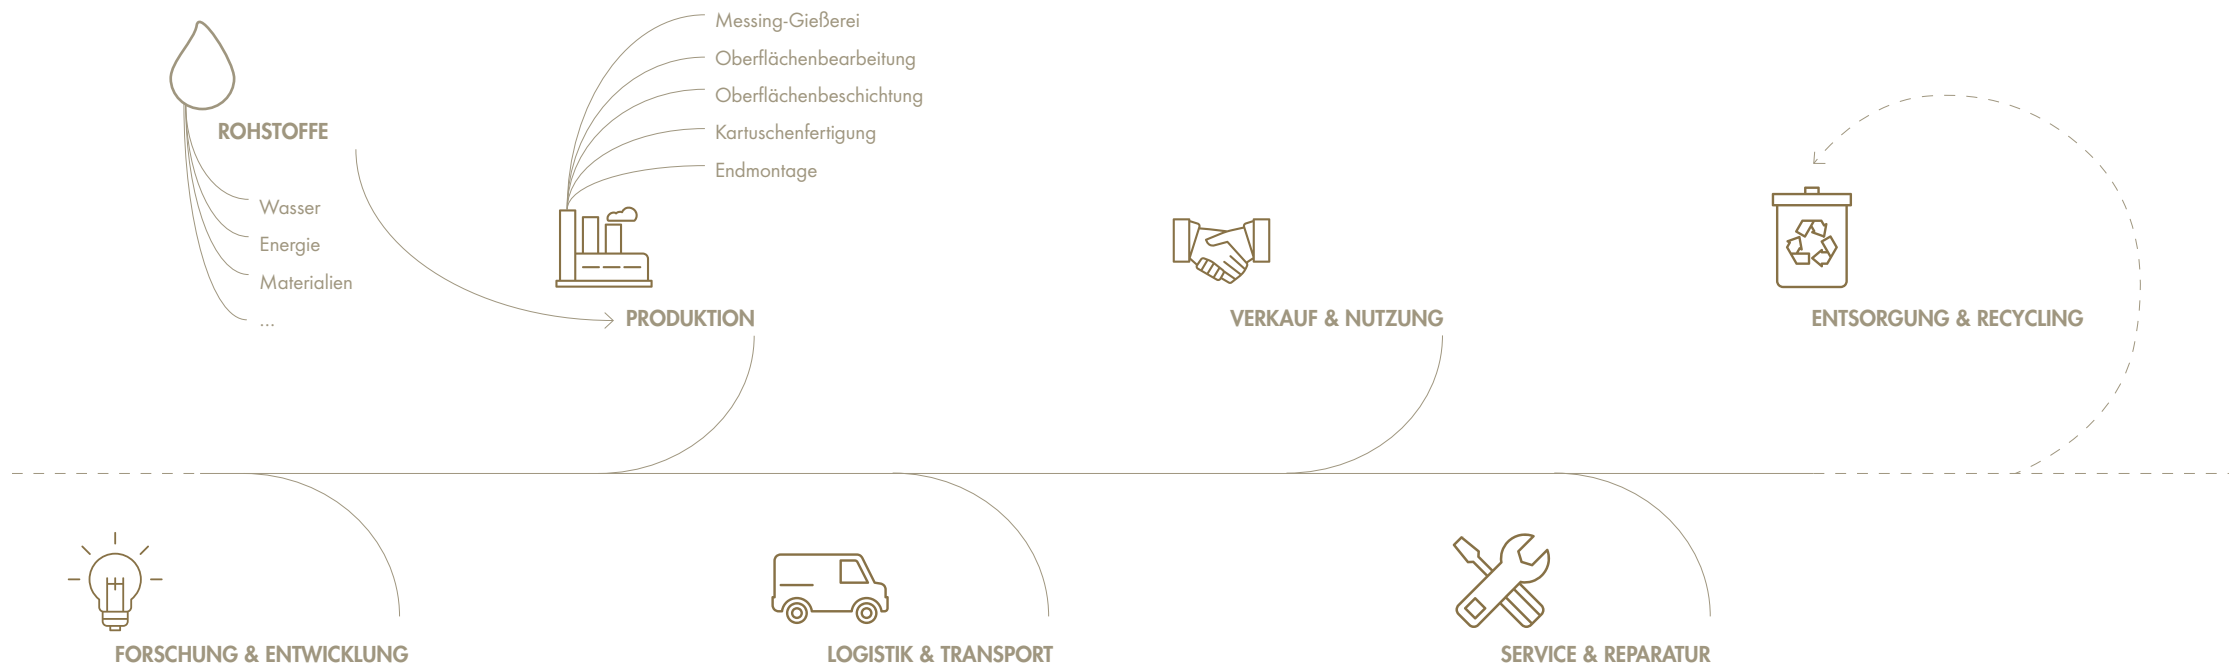 Messing-Gießerei
Oberflächenbearbeitung
Oberflächenbeschichtung
Kartuschenfertigung
Endmontage
ROHSTOFFE
Wasser
Energie
Materialien
...
PRODUKTION
VERKAUF & NUTZUNG
ENTSORGUNG & RECYCLING
FORSCHUNG & ENTWICKLUNG
LOGISTIK & TRANSPORT
SERVICE & REPARATUR